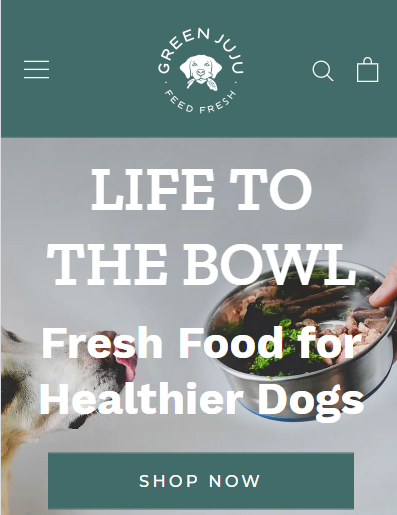 GREEN JUJU
FEED FRESH
LIFE TO
THE BOWL
Fresh Food for
Healthier Dogs
SHOP NOW